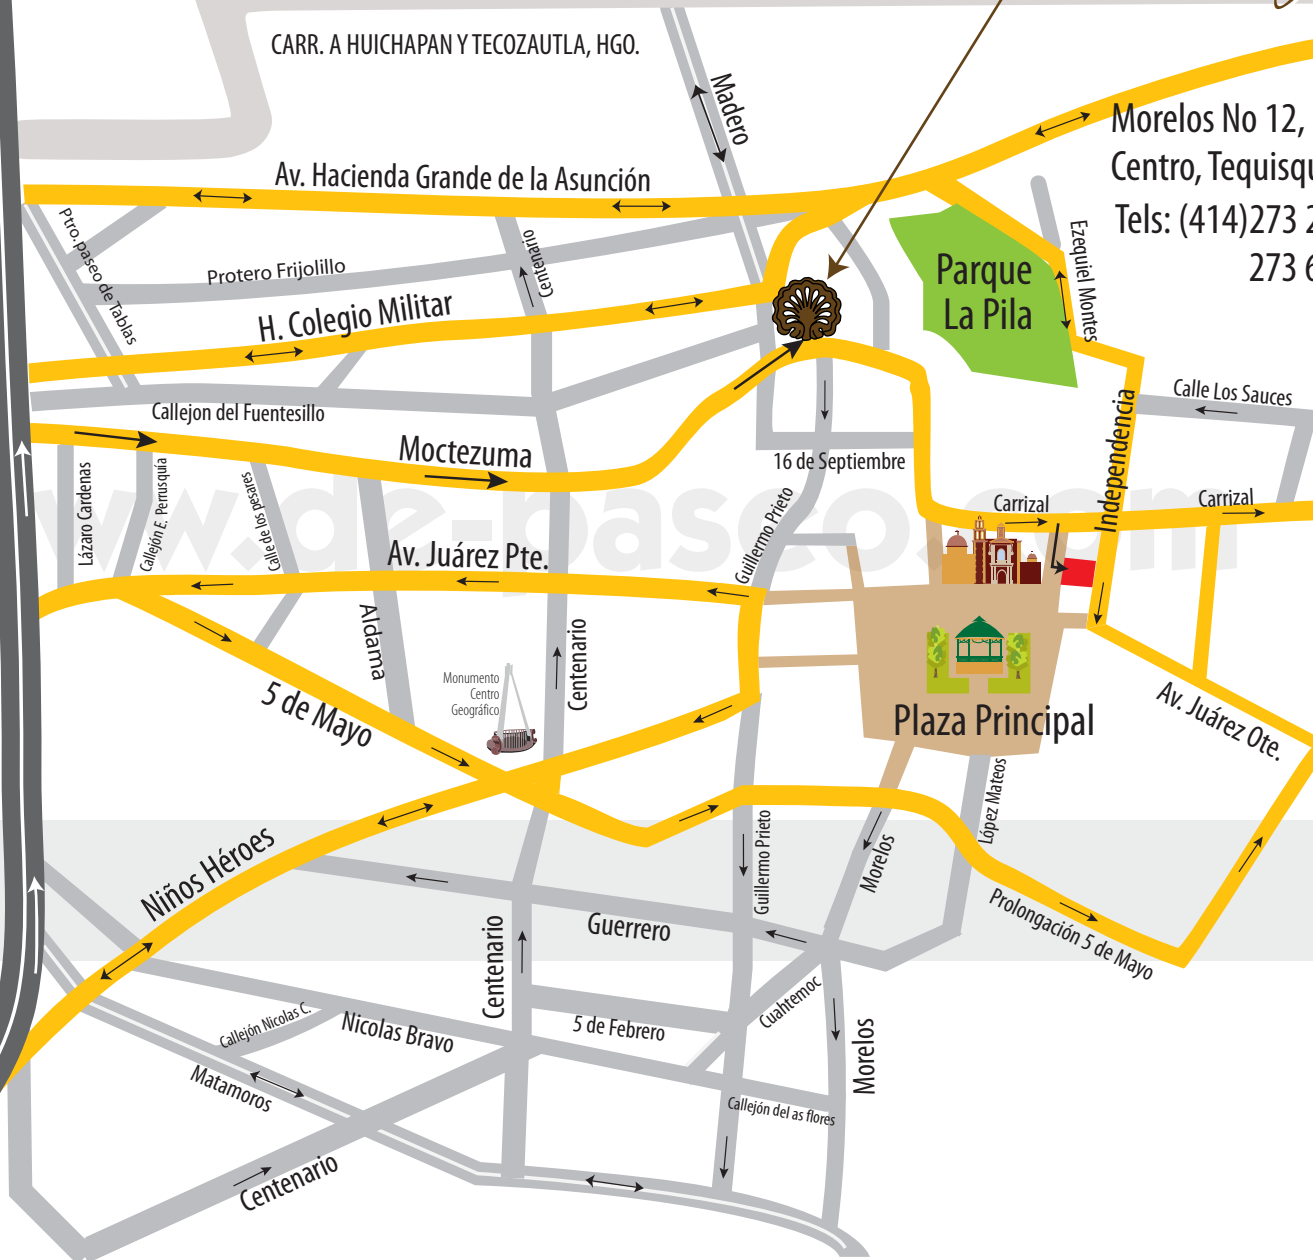 CARR. A HUICHAPAN Y TECOZAUTLA, HGO.
Madero
Morelos No 12,
Centro, Tequisqu
Tels: (414)273 2
273 6
Av. Hacienda Grande de la Asunción
Ptro.paseo de Tablas
Protero Frijolillo
Centenario
H. Colegio Militar
Parque
La Pila
Ezequiel Montes
Calle Los Sauces
Callejon del Fuentesillo
Moctezuma
16 de Septiembre
Independencia
Carrizal
Carrizal
Lázaro Cardenas
Callejón E. Perrusquía
Calle de los pesares
www.de-paseo.com
Guillermo Prieto
Av. Juárez Pte.
Aldama
Centenario
Monumento
Centro
Geográfico
5 de Mayo
Plaza Principal
Av. Juárez Ote.
López Mateos
Niños Héroes
Guillermo Prieto
Morelos
Prolongación 5 de Mayo
Guerrero
Centenario
Cuahtemoc
Callejón Nicolas C.
Nicolas Bravo
5 de Febrero
Morelos
Matamoros
Callejón del as flores
Centenario